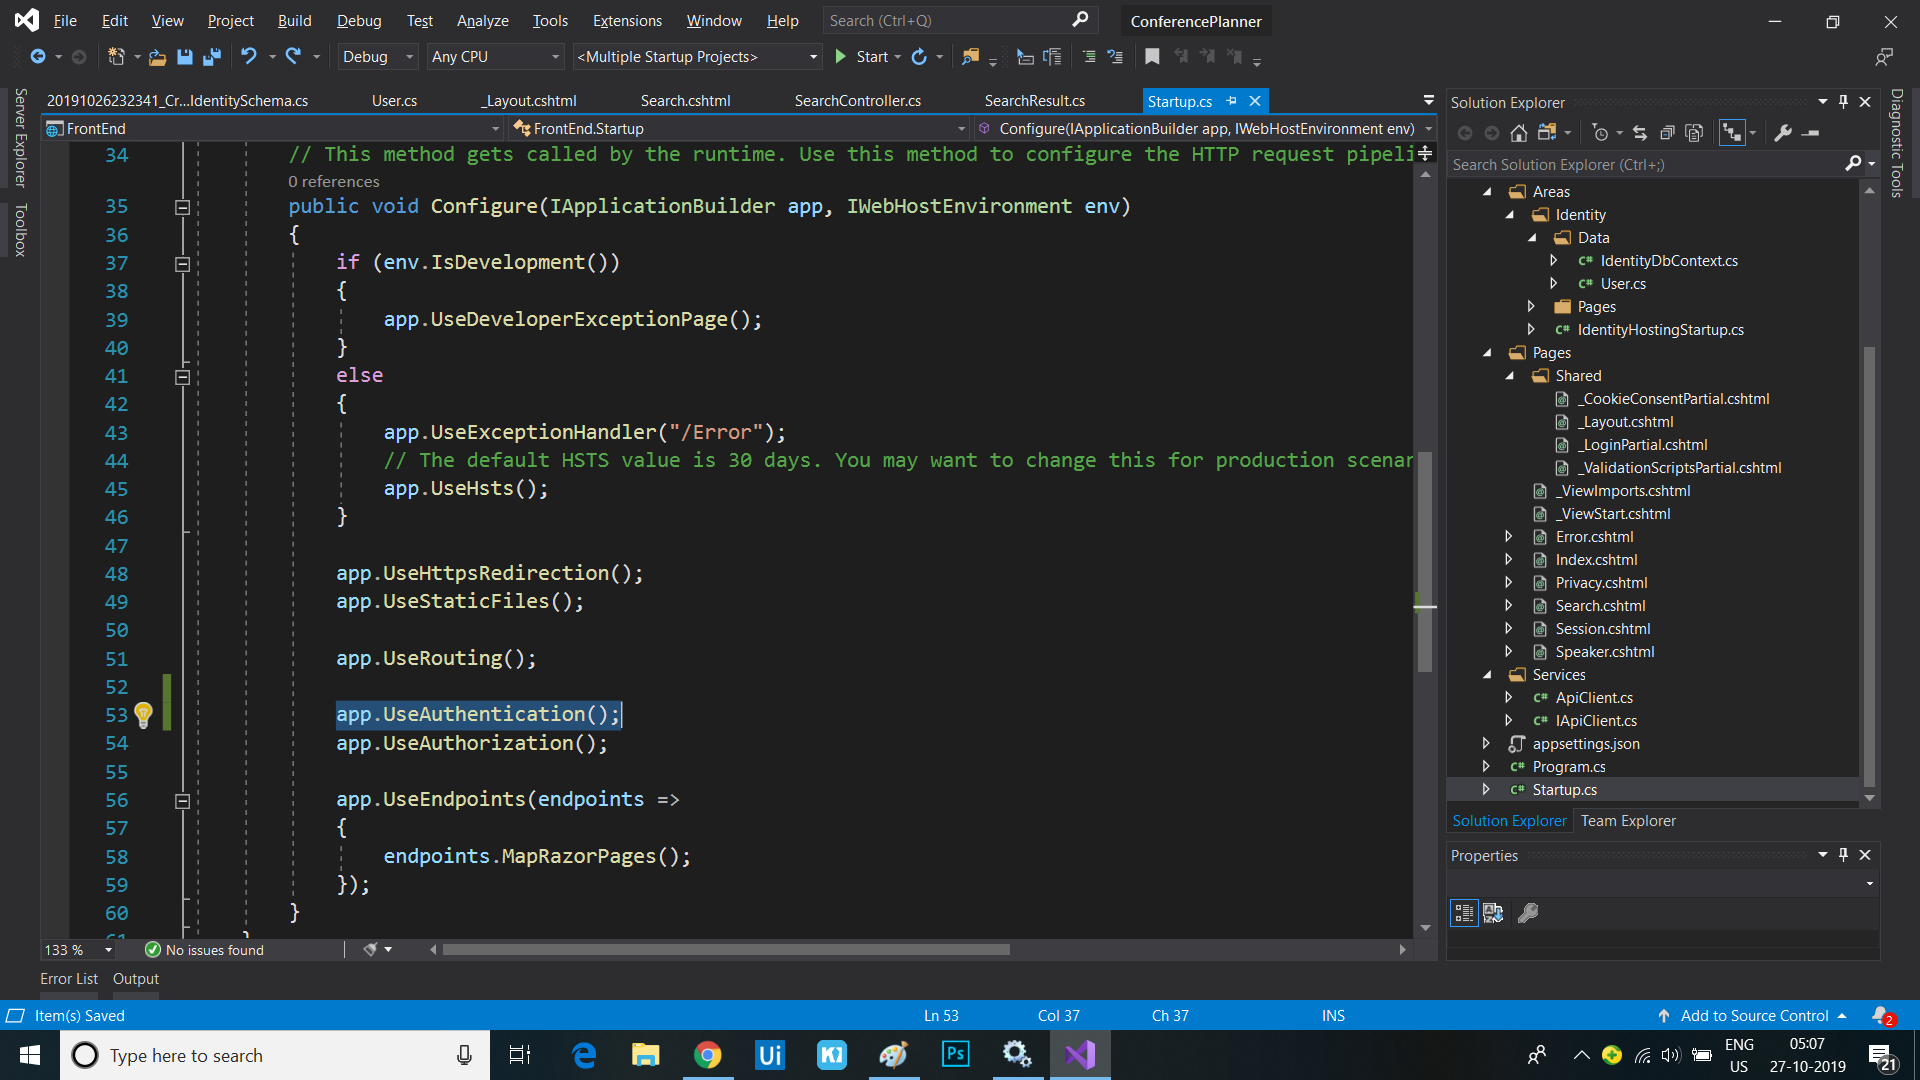 File Edit View Project Build Debug Test Analyze Tools Extensions Window Help Search (Ctrl+Q) ConferencePlanner
Debug Any CPU <Multiple Startup Projects> Start
Server Explorer
Toolbox
20191026232341_Cr...IdentitySchema.cs User.cs _Layout.cshtml Search.cshtml SearchController.cs SearchResult.cs Startup.cs
FrontEnd FrontEnd.Startup Configure(IApplicationBuilder app, IWebHostEnvironment env)
34 // This method gets called by the runtime. Use this method to configure the HTTP request pipeli
0 references
35 public void Configure(IApplicationBuilder app, IWebHostEnvironment env)
36 {
37 if (env.IsDevelopment())
38 {
39 app.UseDeveloperExceptionPage();
40 }
41 else
42 {
43 app.UseExceptionHandler("/Error");
44 // The default HSTS value is 30 days. You may want to change this for production scenar
45 app.UseHsts();
46 }
47
48 app.UseHttpsRedirection();
49 app.UseStaticFiles();
50
51 app.UseRouting();
52
53 app.UseAuthentication();
54 app.UseAuthorization();
55
56 app.UseEndpoints(endpoints =>
57 {
58 endpoints.MapRazorPages();
59 });
60 }
61 }
133 % No issues found
Error List Output
Solution Explorer
Search Solution Explorer (Ctrl+;)
Areas
Identity
Data
C# IdentityDbContext.cs
C# User.cs
Pages
C# IdentityHostingStartup.cs
Pages
Shared
_CookieConsentPartial.cshtml
_Layout.cshtml
_LoginPartial.cshtml
_ValidationScriptsPartial.cshtml
_ViewImports.cshtml
_ViewStart.cshtml
Error.cshtml
Index.cshtml
Privacy.cshtml
Search.cshtml
Session.cshtml
Speaker.cshtml
Services
C# ApiClient.cs
C# IApiClient.cs
appsettings.json
C# Program.cs
C# Startup.cs
Solution Explorer Team Explorer
Properties
Diagnostic Tools
Item(s) Saved Ln 53 Col 37 Ch 37 INS Add to Source Control 2
Type here to search Ui K Ps ENG US 05:07 27-10-2019 21